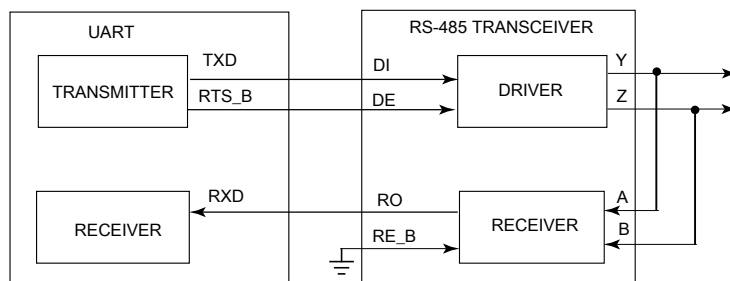 UART
RS-485 TRANSCEIVER
TXD
DI
Y
TRANSMITTER
DRIVER
RTS_B
DE
Z
RXD
RO
A
RECEIVER
RECEIVER
RE_B
B